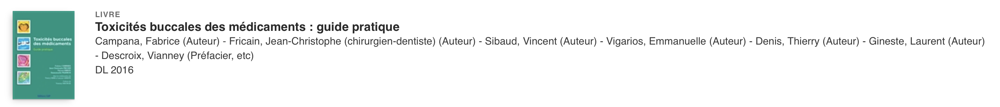 LIVRE
Toxicités buccales des médicaments : guide pratique
Campana, Fabrice (Auteur) - Fricain, Jean-Christophe (chirurgien-dentiste) (Auteur) - Sibaud, Vincent (Auteur) - Vigarios, Emmanuelle (Auteur) - Denis, Thierry (Auteur) - Gineste, Laurent (Auteur)
- Descroix, Vianney (Préfacier, etc)
DL 2016
Toxicités buccales
des médicaments
Guide pratique